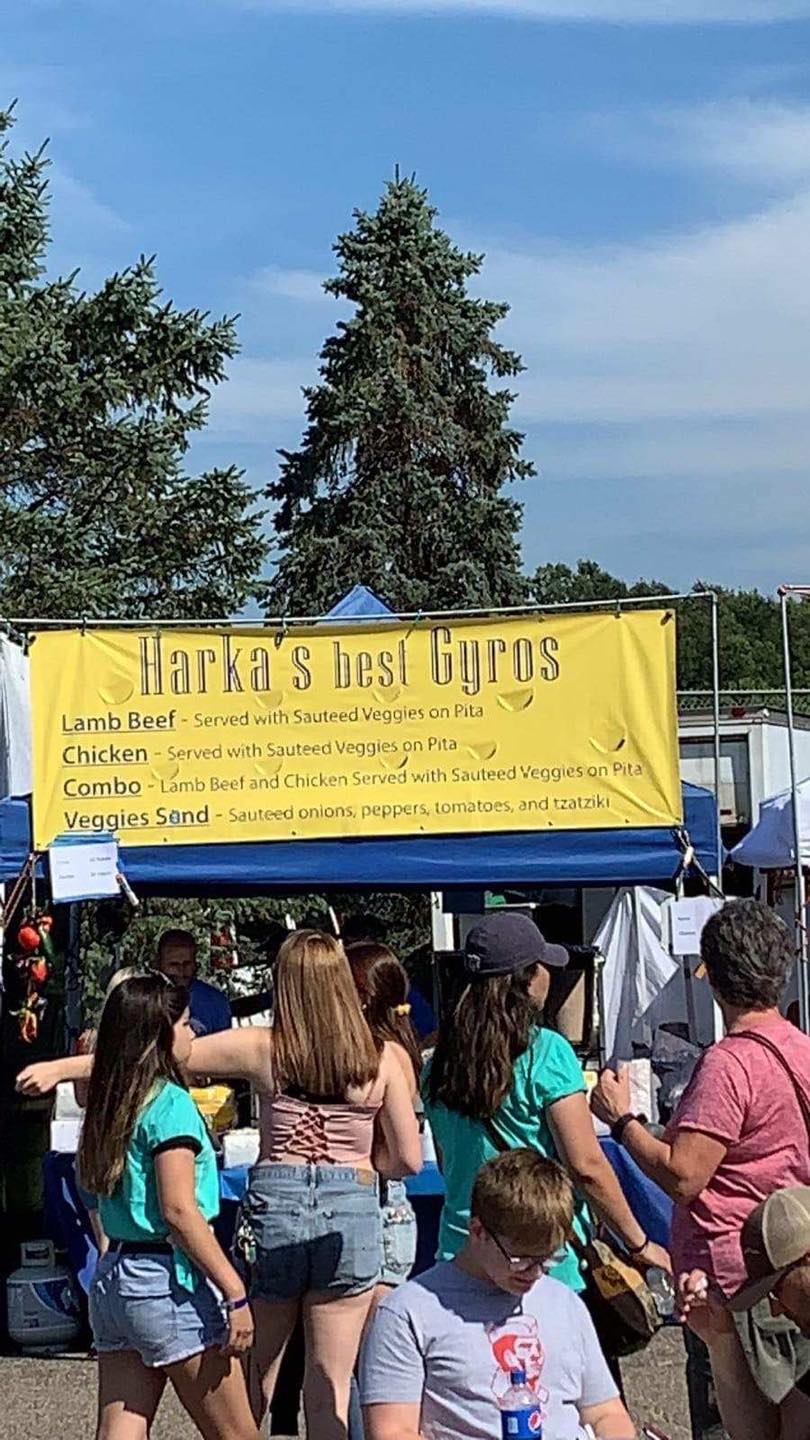 Harka's best Gyros
Lamb Beef - Served with Sauteed Veggies on Pita
Chicken - Served with Sauteed Veggies on Pita
Combo - Lamb Beef and Chicken Served with Sauteed Veggies on Pita
Veggies Sand - Sauteed onions, peppers, tomatoes, and tzatziki